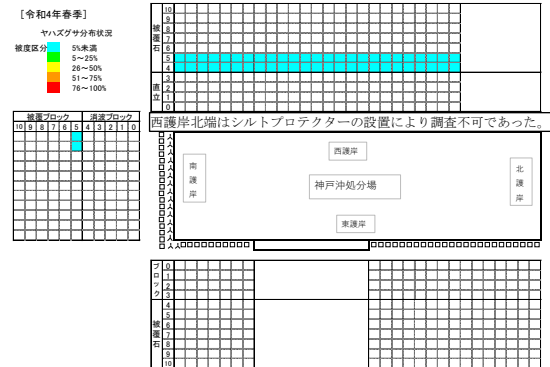 [令和4年春季]
ヤハズグサ分布状況
被度区分
5%未満
5～25%
26～50%
51～75%
76～100%
被覆石
10
9
8
7
6
5
4
直立
3
2
1
0
被覆ブロック 消波ブロック
10 9 8 7 6 5 4 3 2 1 0
西護岸北端はシルトプロテクターの設置により調査不可であった。
西護岸
南護岸
神戸沖処分場
北護岸
東護岸
ブロック
0
1
2
3
被覆石
4
5
6
7
8
9
10